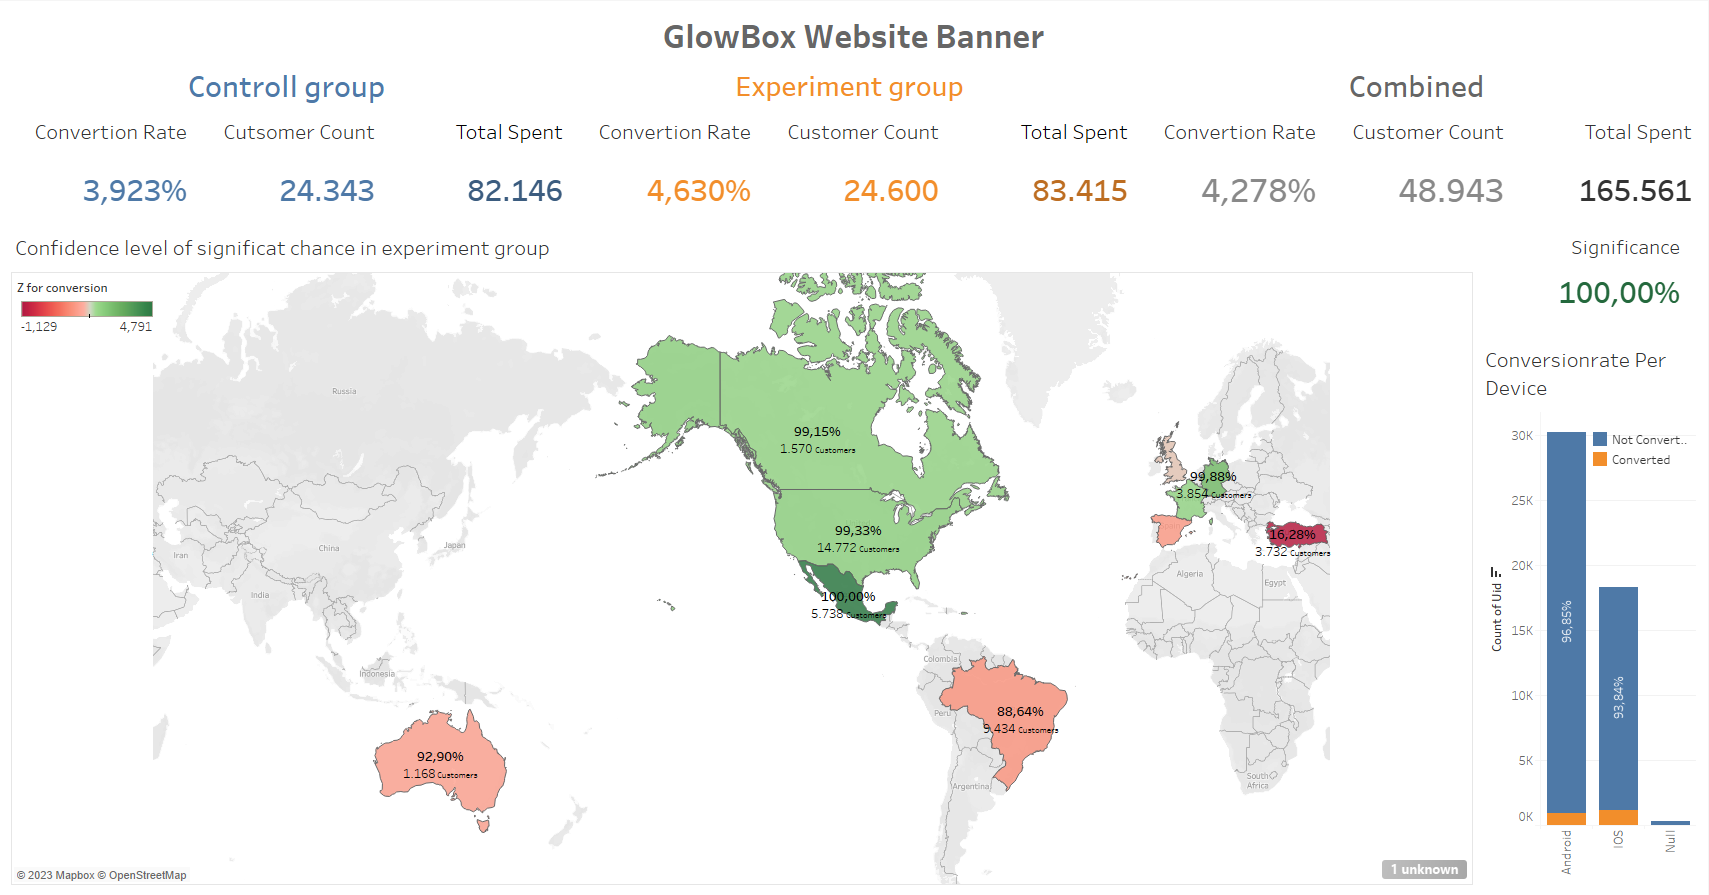 GlowBox Website Banner
Controll group
Experiment group
Combined
Convertion Rate
Cutsomer Count
Total Spent
Convertion Rate
Customer Count
Total Spent
Convertion Rate
Customer Count
Total Spent
3,923%
24.343
82.146
4,630%
24.600
83.415
4,278%
48.943
165.561
Confidence level of significat chance in experiment group
Significance
100,00%
Z for conversion
-1,129
4,791
Russia
China
Japan
Iran
India
Indonesia
99,15%
1.570 Customers
99,33%
14.772 Customers
100,00%
5.738 Customers
99,88%
3.854 Customers
16,28%
3.732 Customers
Algeria
Egypt
Colombia
Peru
88,64%
9.434 Customers
92,90%
1.168 Customers
Argentina
South
Africa
© 2023 Mapbox © OpenStreetMap
1 unknown
Conversionrate Per
Device
Not Convert..
Converted
Count of Uid
30K
25K
20K
15K
10K
5K
0K
96,85%
93,84%
Android
IOS
Null